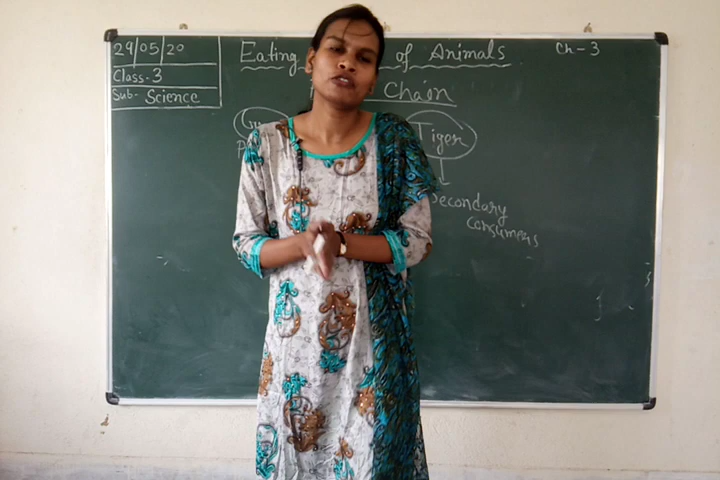 29/05/20
Class- 3
Sub- Science
Eating of Animals
Ch-3
Chain
Tiger
Secondary
consumers